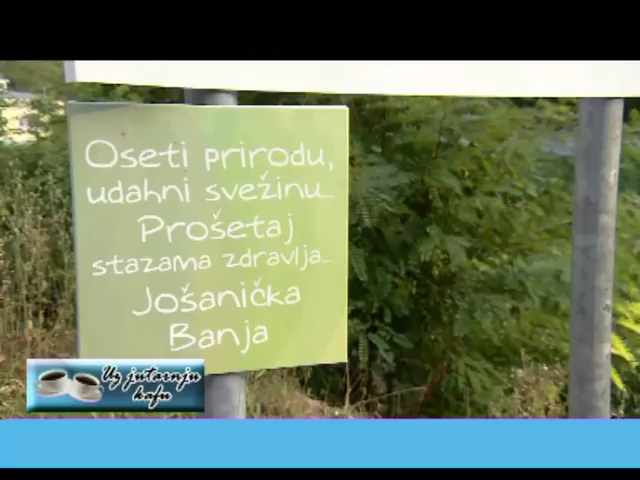 Oseti prirodu,
udahni svežinu...
Prošetaj
stazama zdravlja...
Jošanička
Banja
Uz jutarnju
kafu